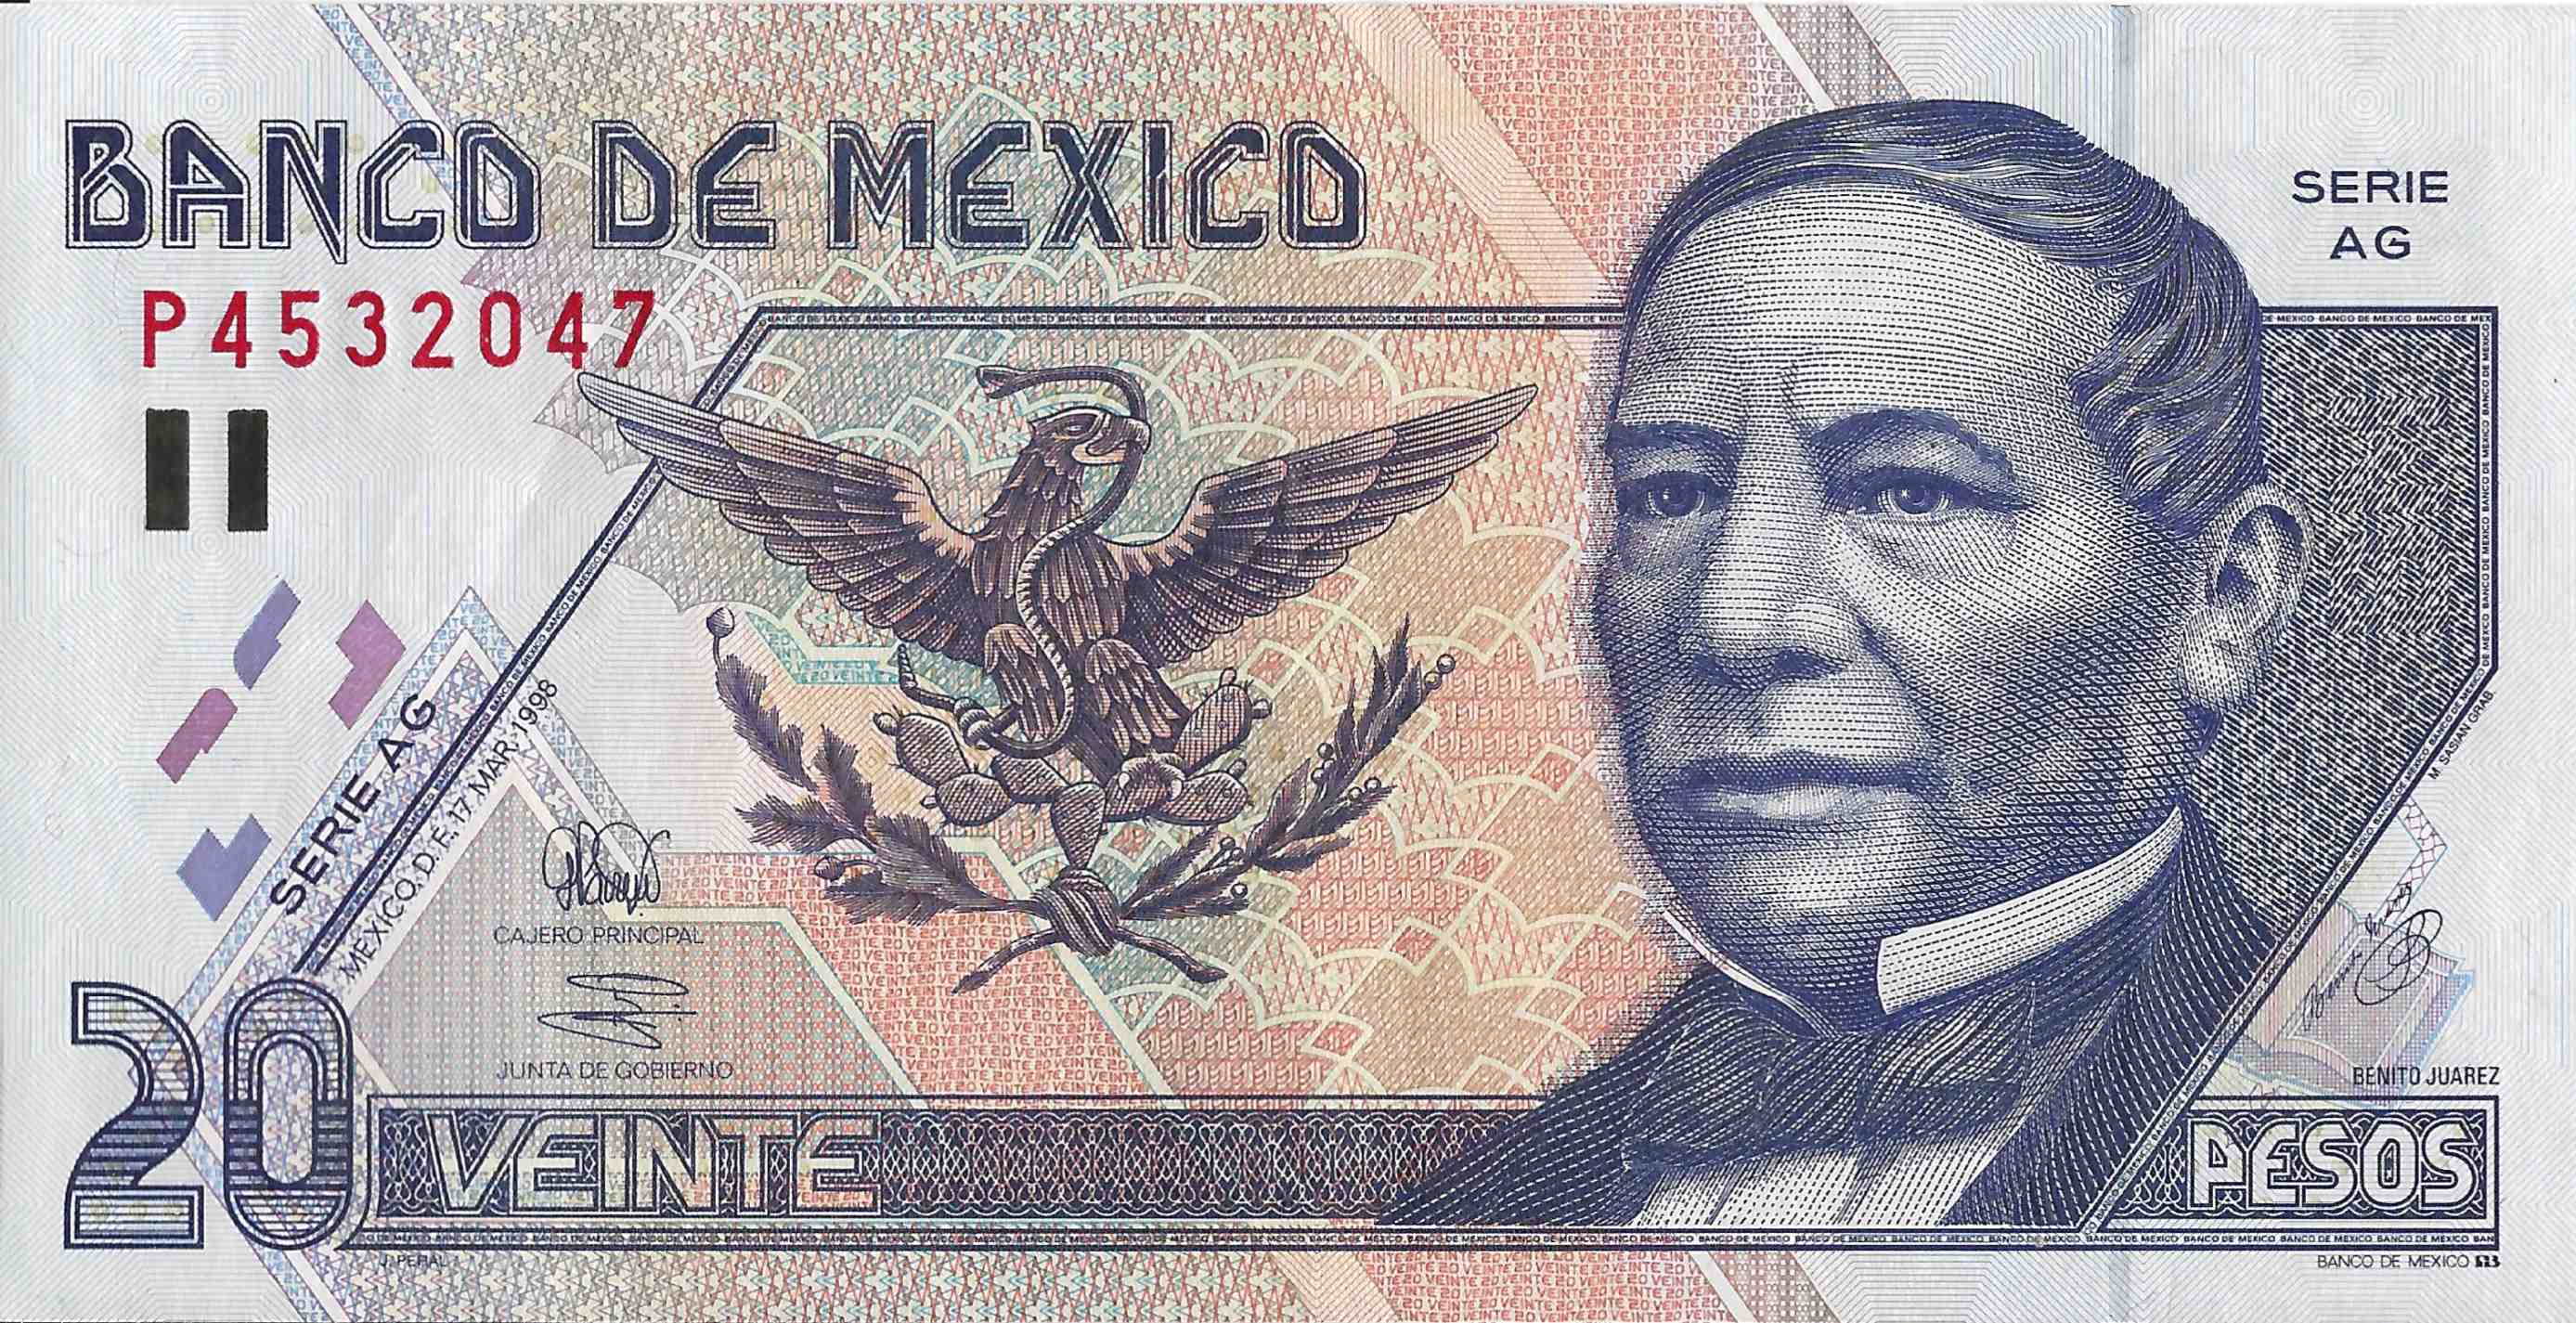 BANCO DE MEXICO
SERIE
AG
P4532047
SERIE AG
MEXICO, D. F., 17 MAR. 1998
M. SASIAN GRAB.
CAJERO PRINCIPAL
JUNTA DE GOBIERNO
BENITO JUAREZ
20
VEINTE
PESOS
J. PERAL
BANCO DE MEXICO